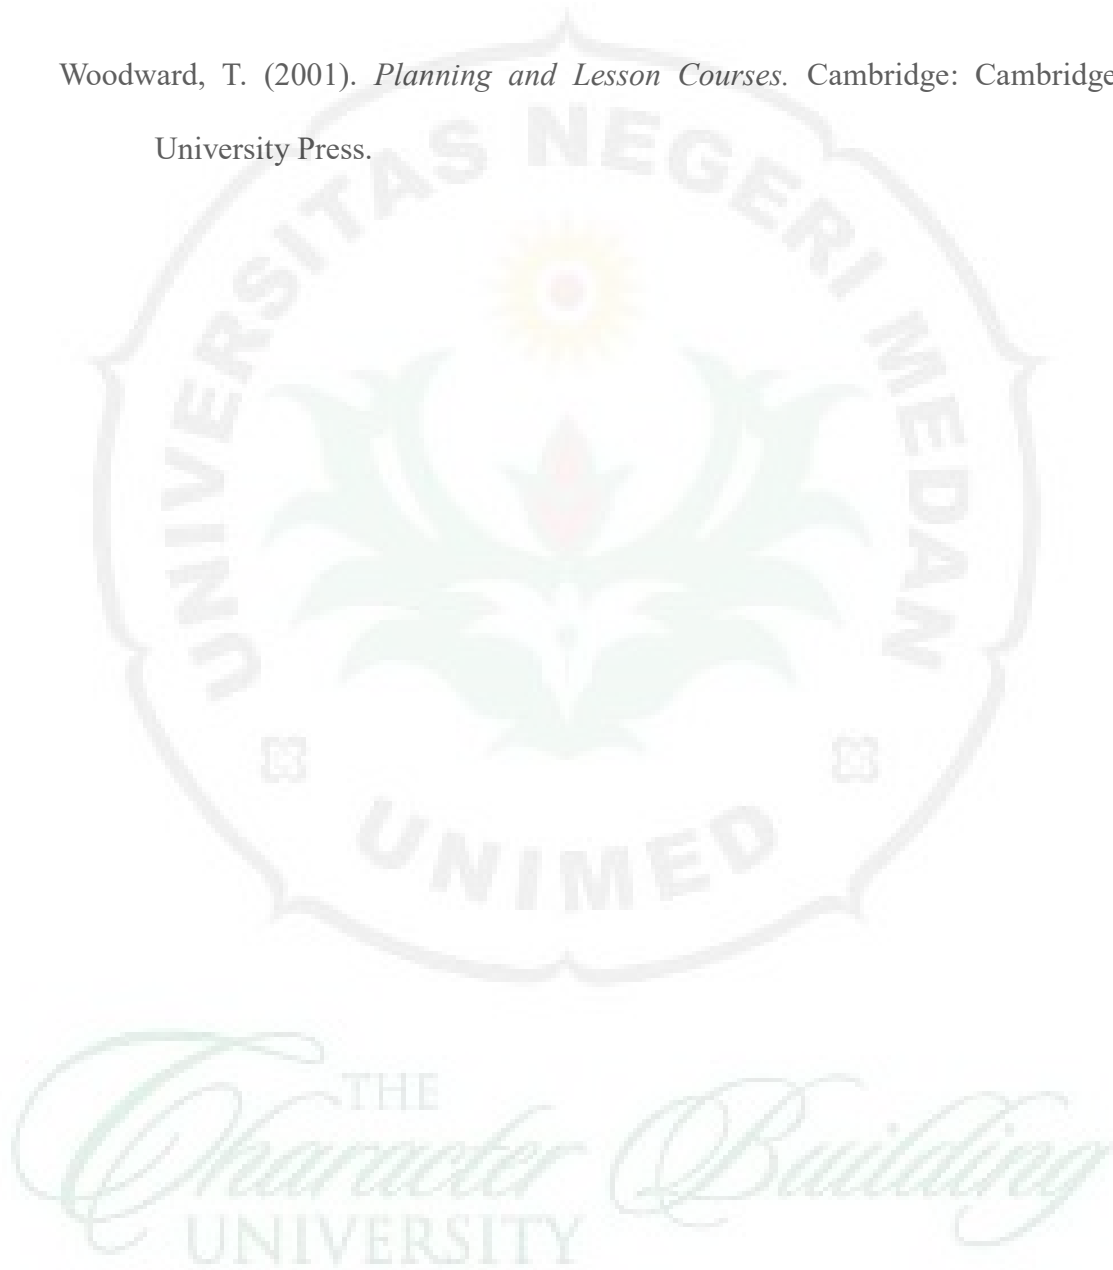 Woodward, T. (2001). Planning and Lesson Courses. Cambridge: Cambridge
University Press.
UNIVERSITAS NEGERI MEDAN
UNIMED
THE
Character Building
UNIVERSITY